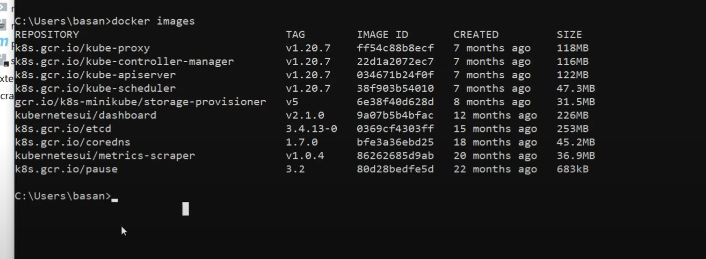 C:\Users\basan>docker images
REPOSITORY TAG IMAGE ID CREATED SIZE
k8s.gcr.io/kube-proxy v1.20.7 ff54c88b8ecf 7 months ago 118MB
k8s.gcr.io/kube-controller-manager v1.20.7 22d1a2072ec7 7 months ago 116MB
k8s.gcr.io/kube-apiserver v1.20.7 034671b24f0f 7 months ago 122MB
k8s.gcr.io/kube-scheduler v1.20.7 38f903b54010 7 months ago 47.3MB
gcr.io/k8s-minikube/storage-provisioner v5 6e38f40d628d 8 months ago 31.5MB
kubernetesui/dashboard v2.1.0 9a07b5b4bfac 12 months ago 226MB
k8s.gcr.io/etcd 3.4.13-0 0369cf4303ff 15 months ago 253MB
k8s.gcr.io/coredns 1.7.0 bfe3a36ebd25 18 months ago 45.2MB
kubernetesui/metrics-scraper v1.0.4 86262685d9ab 20 months ago 36.9MB
k8s.gcr.io/pause 3.2 80d28bedfe5d 22 months ago 683kB
C:\Users\basan>